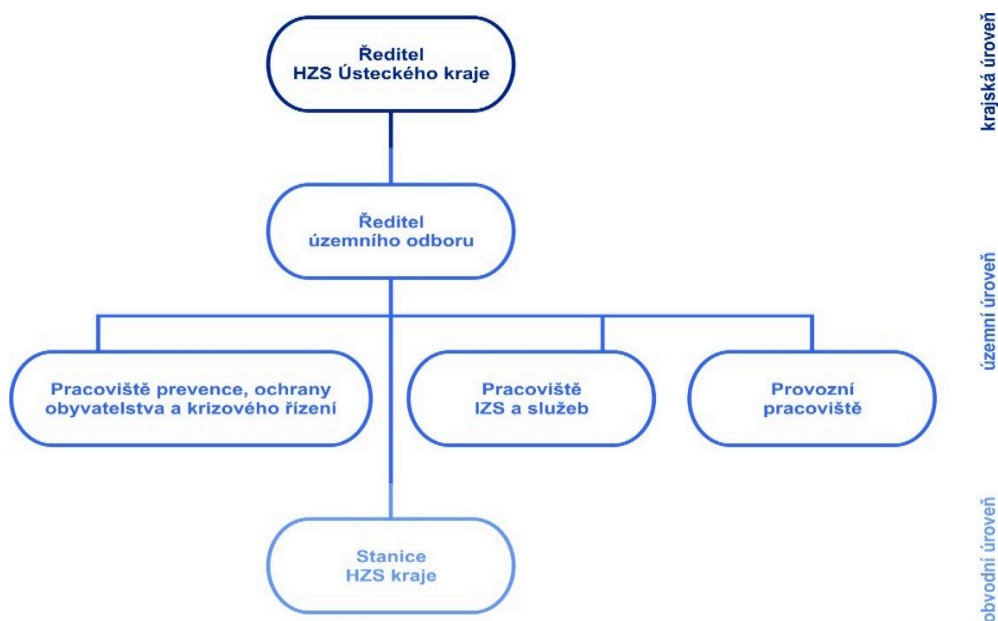 Ředitel
HZS Ústeckého kraje
krajská úroveň
Ředitel
územního odboru
územní úroveň
Pracoviště prevence, ochrany
obyvatelstva a krizového řízení
Pracoviště
IZS a služeb
Provozní
pracoviště
Stanice
HZS kraje
obvodní úroveň